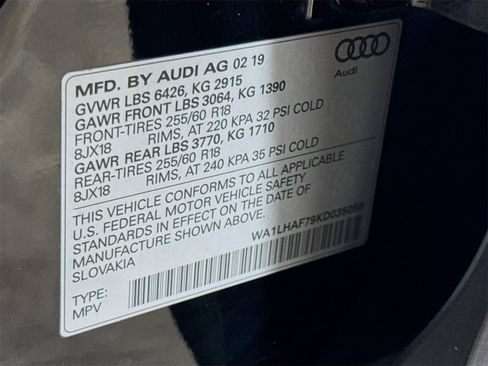 MFD. BY AUDI AG 02 19
GVWR LBS 6426, KG 2915
GAWR FRONT LBS 3064, KG 1390
FRONT-TIRES 255/60 R18
8JX18 RIMS, AT 220 KPA 32 PSI COLD
GAWR REAR LBS 3770, KG 1710
REAR-TIRES 255/60 R18
8JX18 RIMS, AT 240 KPA 35 PSI COLD
THIS VEHICLE CONFORMS TO ALL APPLICABLE
U.S. FEDERAL MOTOR VEHICLE SAFETY
STANDARDS IN EFFECT ON THE DATE OF
MANUFACTURE SHOWN ABOVE.
SLOVAKIA
WA1LHAF79KD035058
TYPE:
MPV
Audi